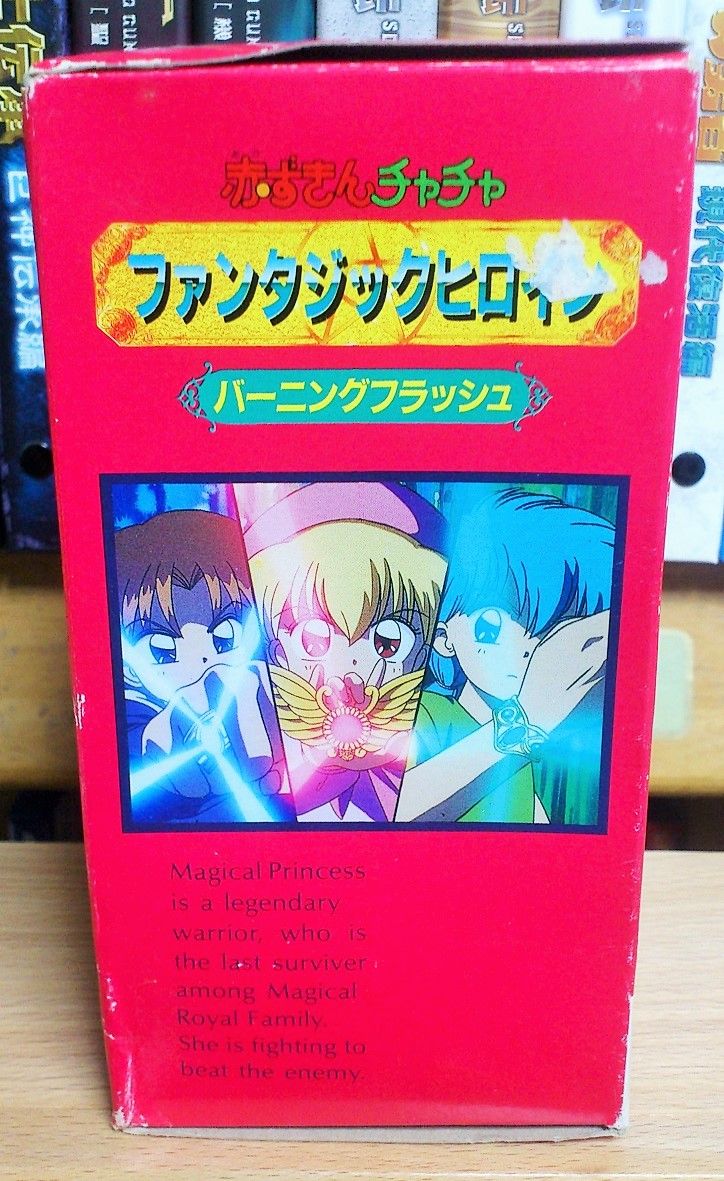 赤ずきんチャチャ
ファンタジックヒロイン
バーニングフラッシュ
Magical Princess
is a legendary
warrior, who is
the last surviver
among Magical
Royal Family.
She is fighting to
beat the enemy.